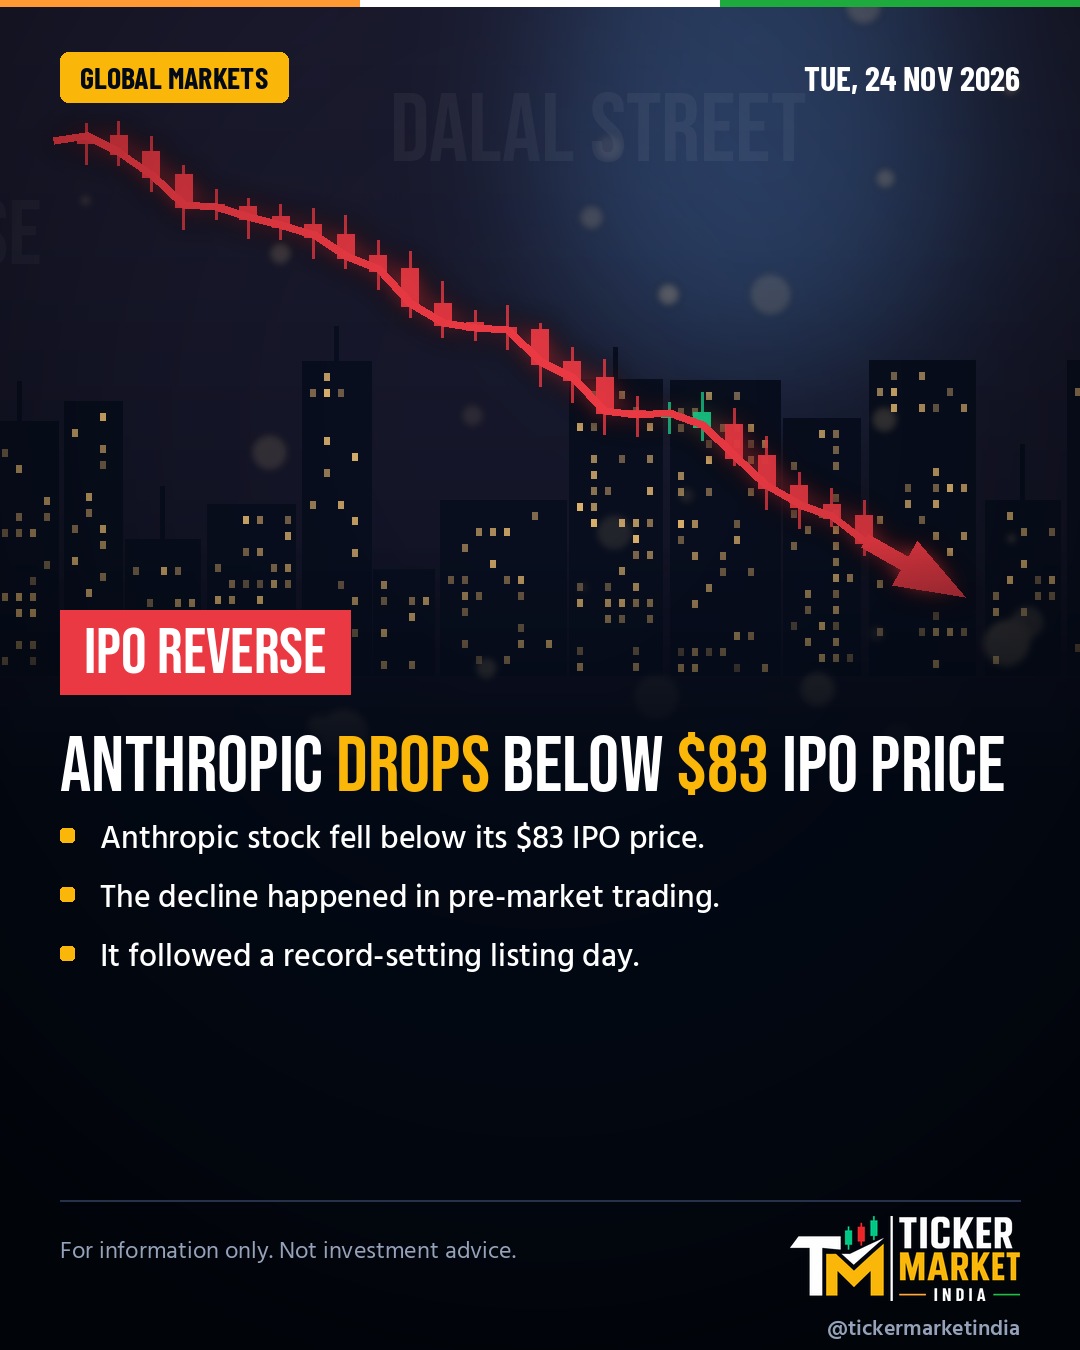 GLOBAL MARKETS
TUE, 24 NOV 2026
DALAL STREET
SE
IPO REVERSE
ANTHROPIC DROPS BELOW $83 IPO PRICE
Anthropic stock fell below its $83 IPO price.
The decline happened in pre-market trading.
It followed a record-setting listing day.
For information only. Not investment advice.
TM
TICKER
MARKET
INDIA
@tickermarketindia